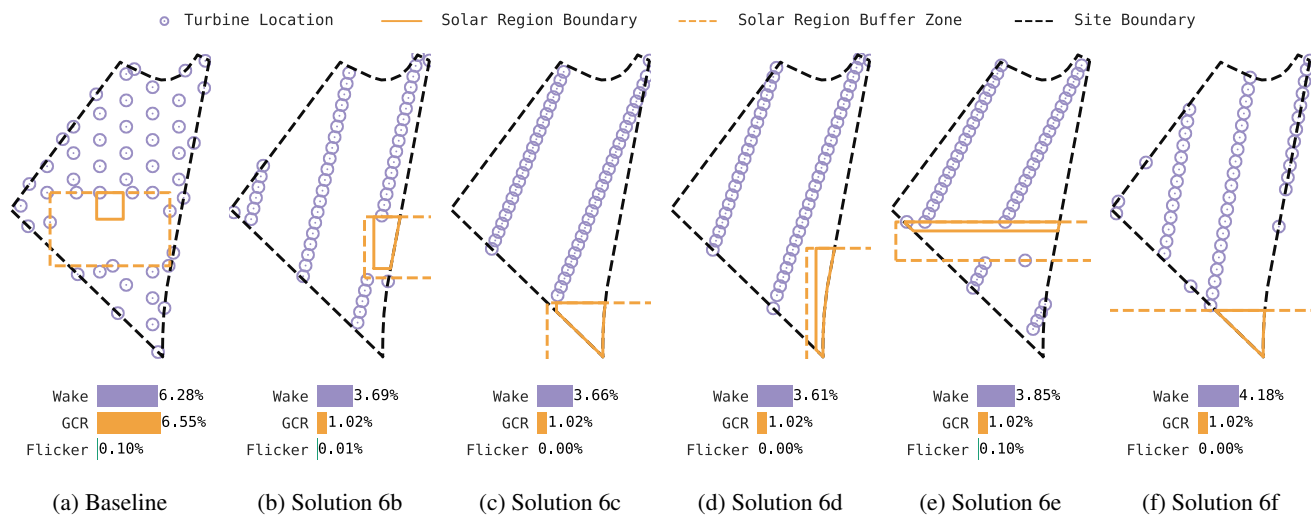 Turbine Location Solar Region Boundary Solar Region Buffer Zone Site Boundary
Wake 6.28% Wake 3.69% Wake 3.66% Wake 3.61% Wake 3.85% Wake 4.18%
GCR 6.55% GCR 1.02% GCR 1.02% GCR 1.02% GCR 1.02% GCR 1.02%
Flicker 0.10% Flicker 0.01% Flicker 0.00% Flicker 0.00% Flicker 0.10% Flicker 0.00%
(a) Baseline (b) Solution 6b (c) Solution 6c (d) Solution 6d (e) Solution 6e (f) Solution 6f